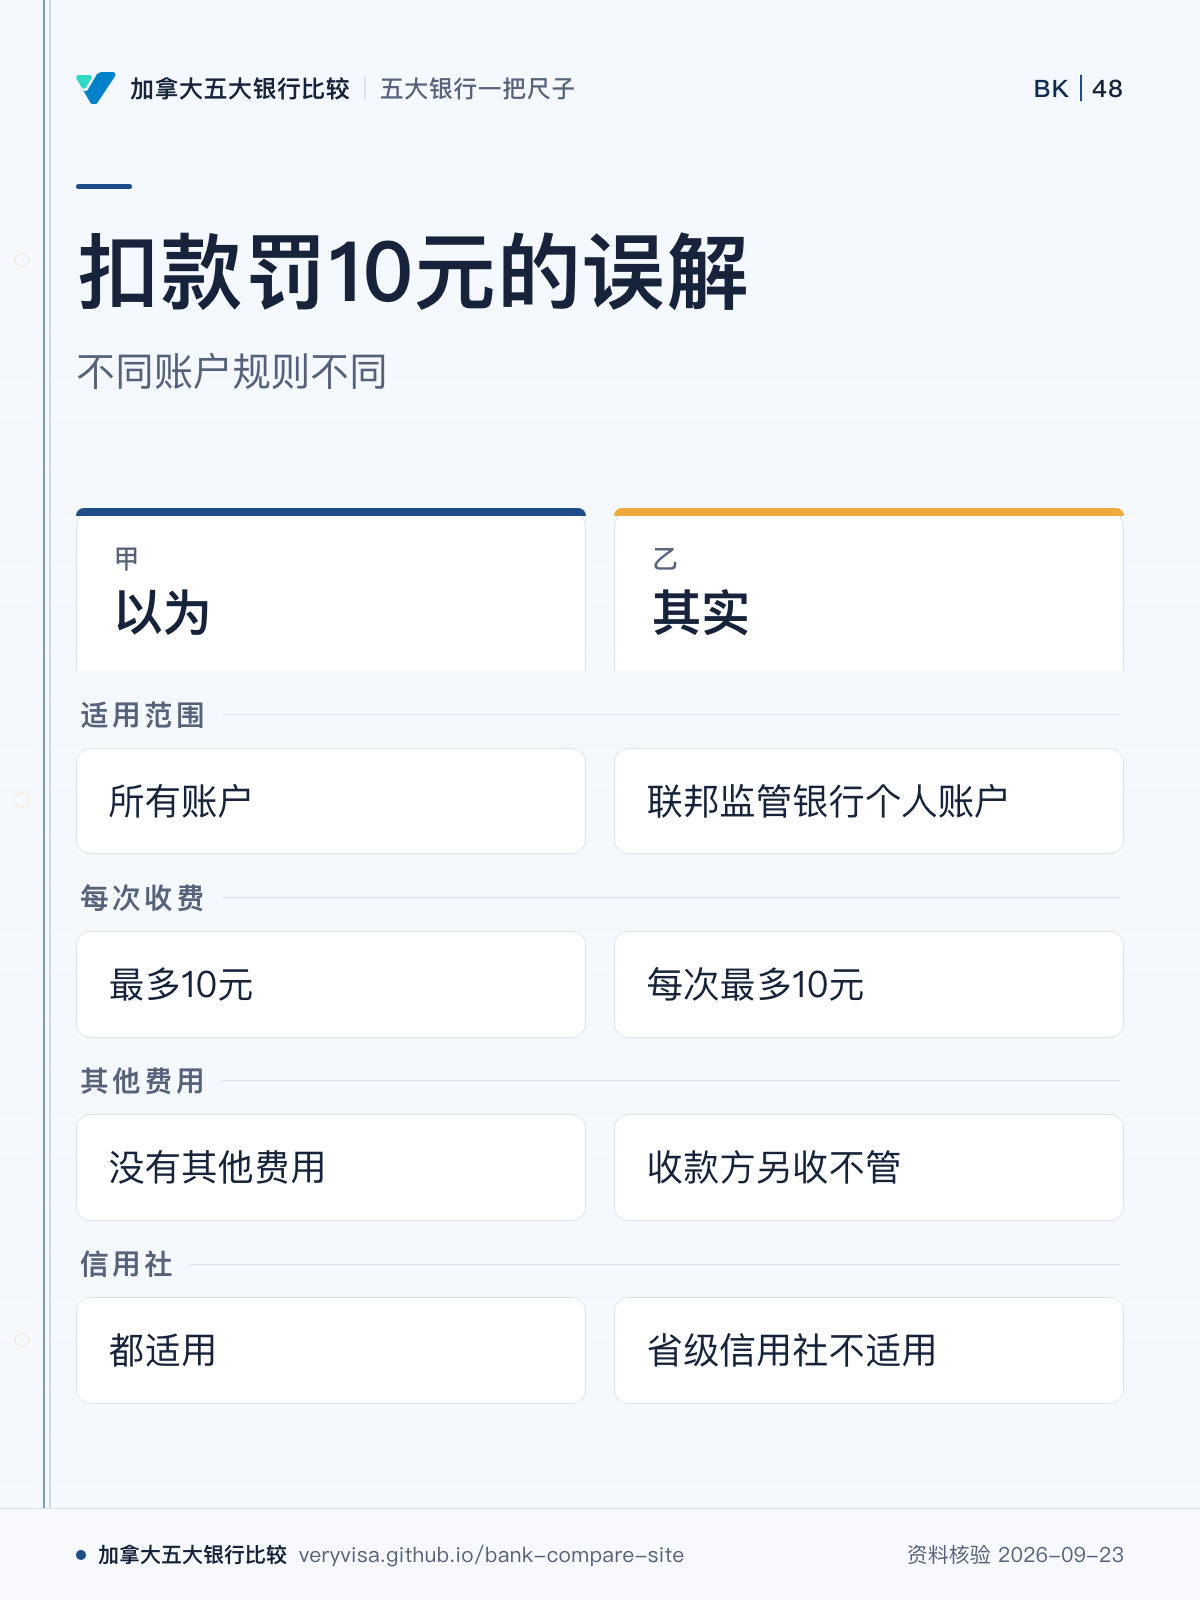 加拿大五大银行比较 五大银行一把尺子 BK 48
扣款罚10元的误解
不同账户规则不同
甲 乙
以为 其实
适用范围
所有账户 联邦监管银行个人账户
每次收费
最多10元 每次最多10元
其他费用
没有其他费用 收款方另收不管
信用社
都适用 省级信用社不适用
加拿大五大银行比较 veryvisa.github.io/bank-compare-site 资料核验 2026-09-23